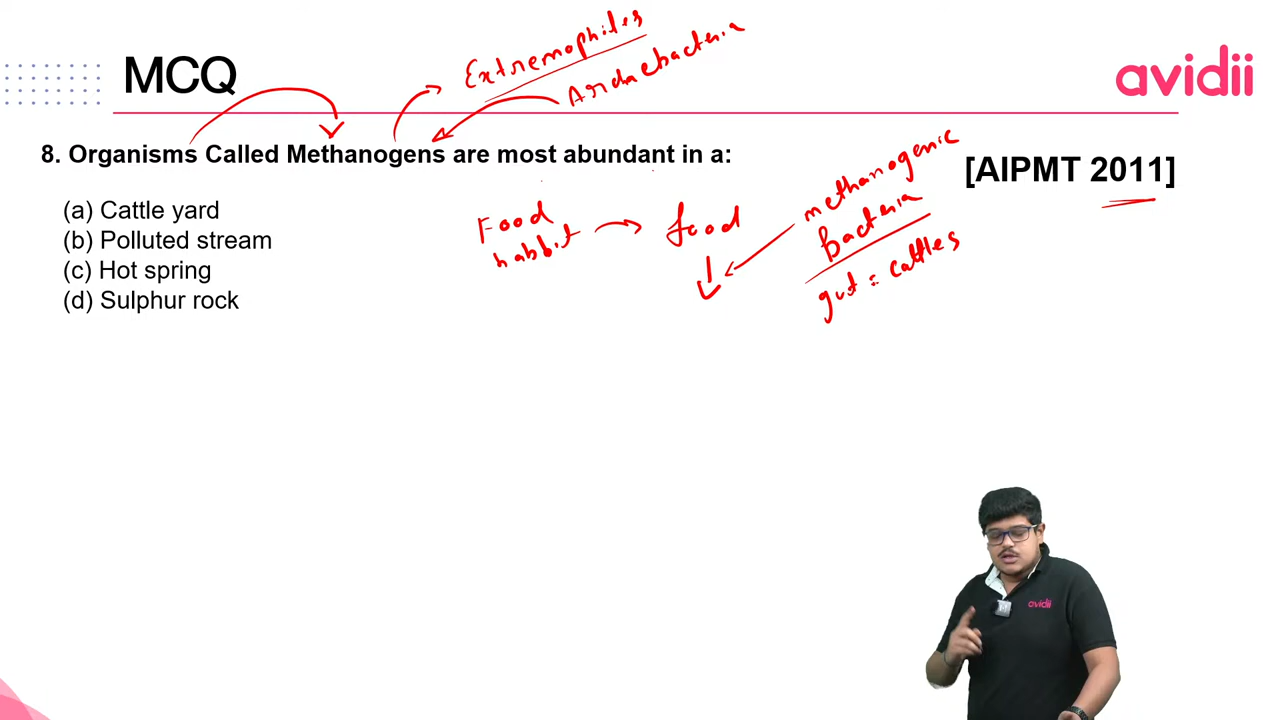 MCQ
avidii
Extremophiles
Archaebacteria
8. Organisms Called Methanogens are most abundant in a:
[AIPMT 2011]
(a) Cattle yard
(b) Polluted stream
(c) Hot spring
(d) Sulphur rock
Food
habbit
food
methanogenic
Bacteria
gut :: cattles
avidii